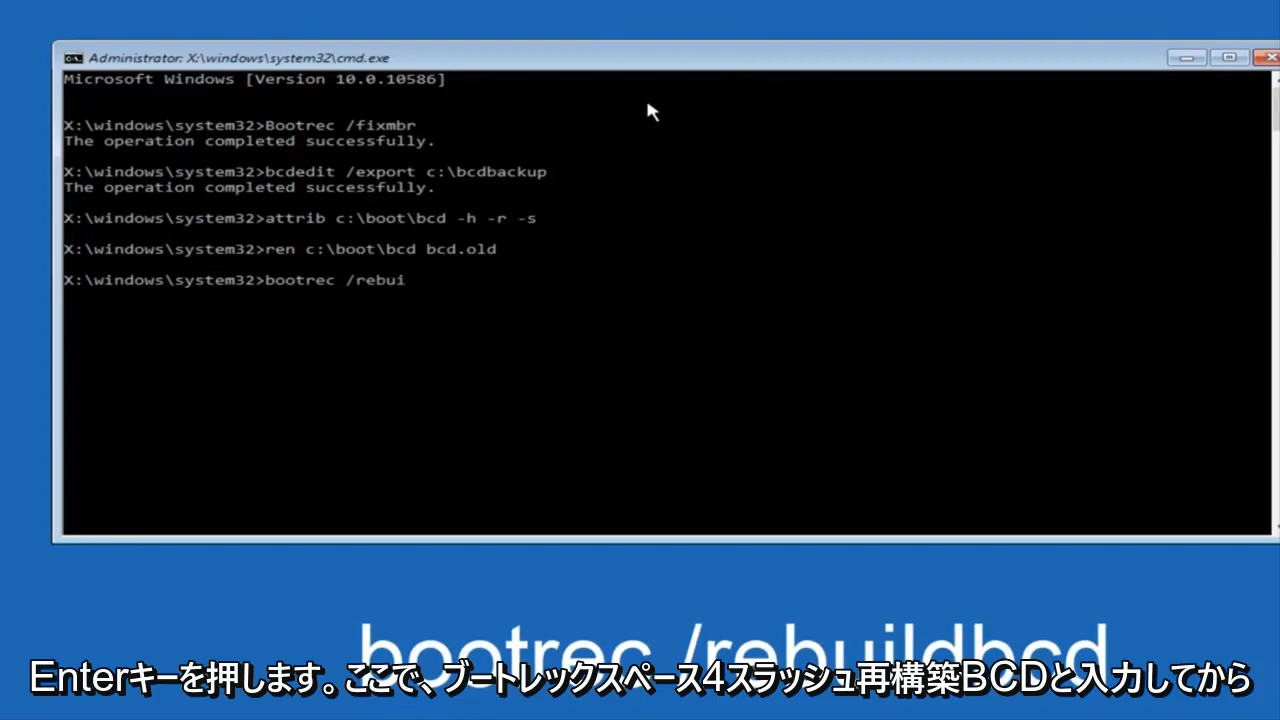 Administrator: X:\windows\system32\cmd.exe
Microsoft Windows [Version 10.0.10586]
X:\windows\system32>Bootrec /fixmbr
The operation completed successfully.
X:\windows\system32>bcdedit /export c:\bcdbackup
The operation completed successfully.
X:\windows\system32>attrib c:\boot\bcd -h -r -s
X:\windows\system32>ren c:\boot\bcd bcd.old
X:\windows\system32>bootrec /rebui
bootrec /rebuildbcd
Enterキーを押します。ここで、ブートレックスペース4スラッシュ再構築BCDと入力してから